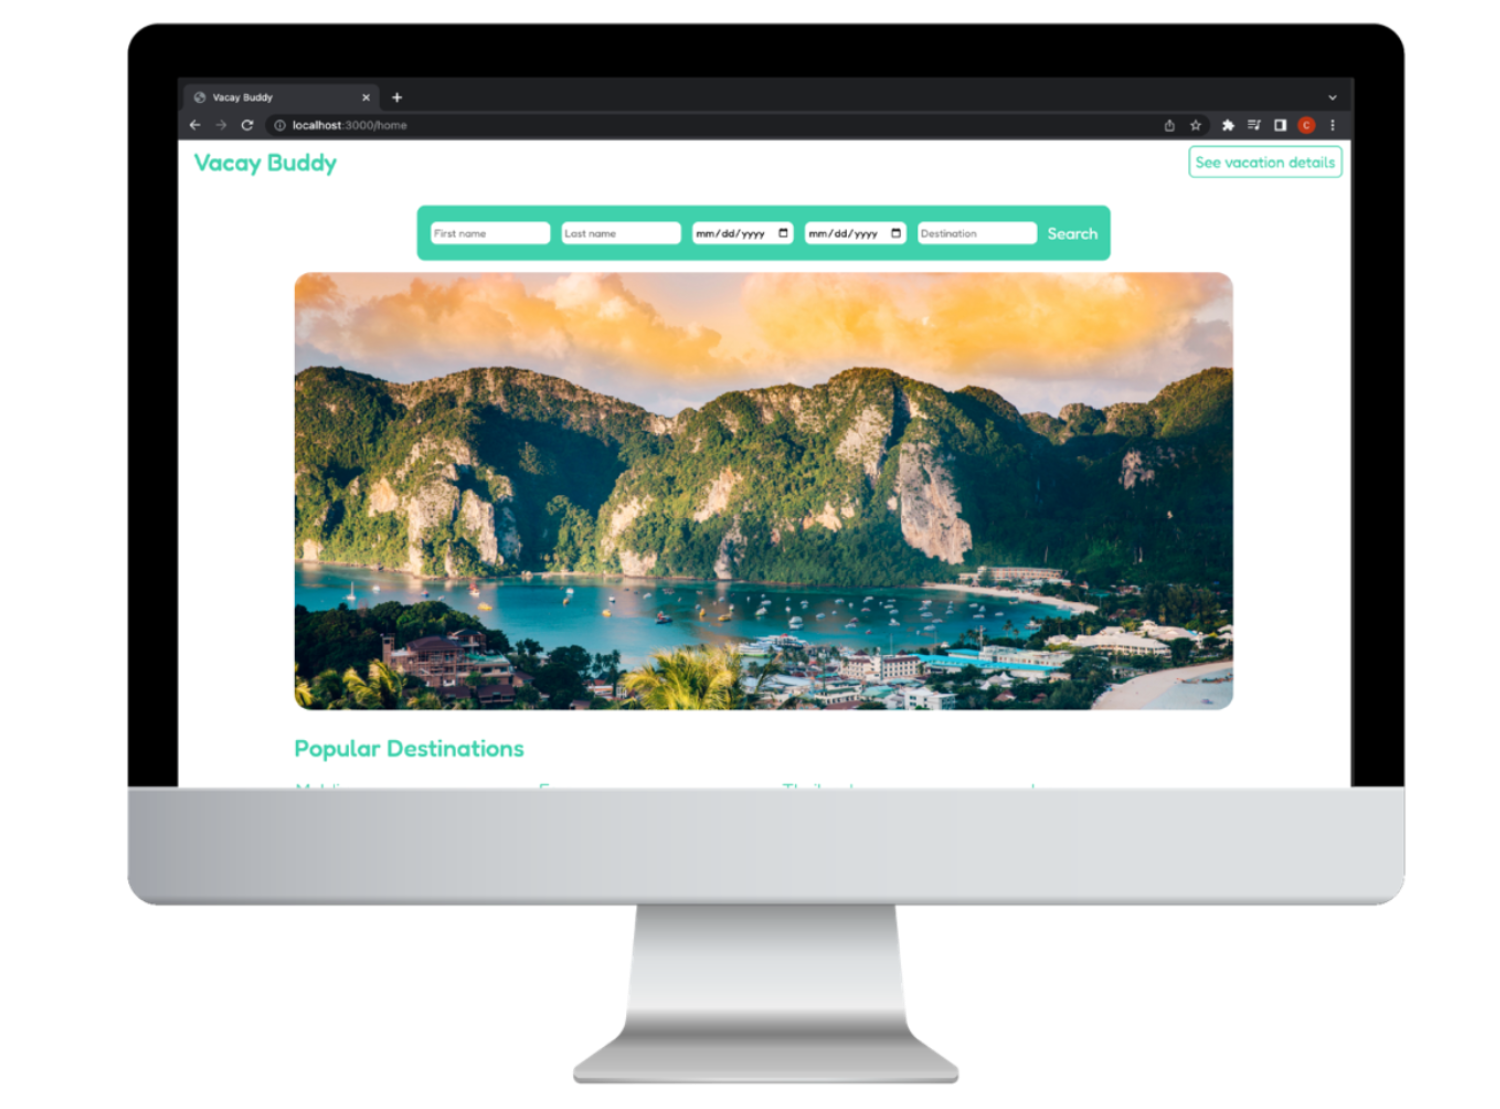 Vacay Buddy
localhost:3000/home
C
Vacay Buddy
See vacation details
First name
Last name
mm/dd/yyyy
mm/dd/yyyy
Destination
Search
Popular Destinations